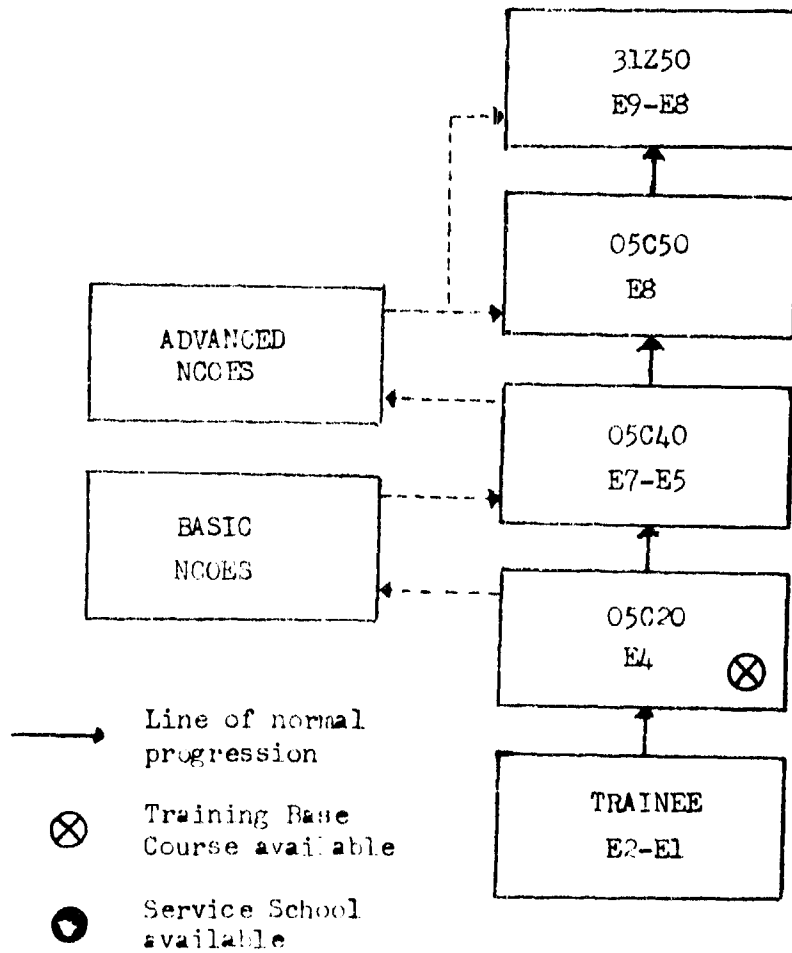 31Z50
E9-E8
05C50
E8
ADVANCED
NCOES
05C40
E7-E5
BASIC
NCOES
05C20
E4
Line of normal
progression
TRAINEE
E2-E1
Training Base
Course available
Service School
available